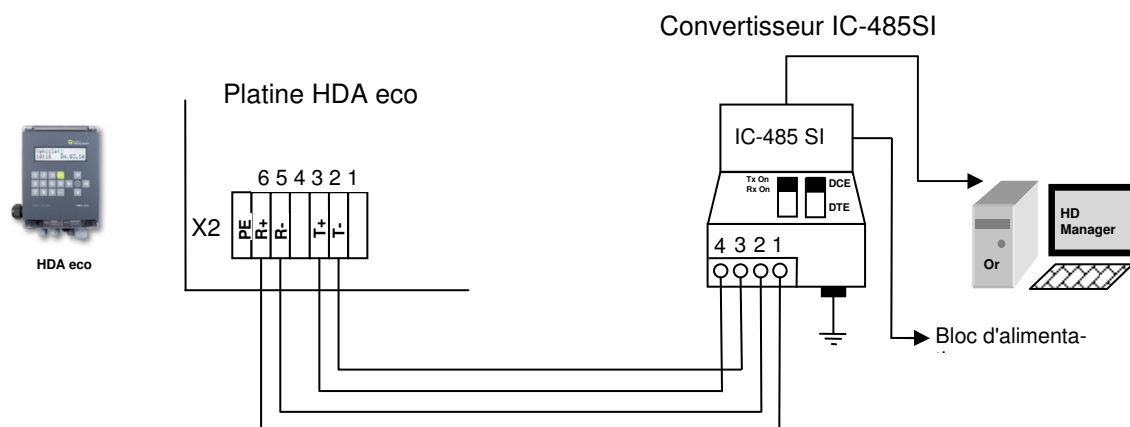 Convertisseur IC-485SI
Platine HDA eco
IC-485 SI
Tx On
Rx On
DCE
DTE
6 5 4 3 2 1
X2
PE
R+
R-
T+
T-
4 3 2 1
HD
Manager
Or
HDA eco
Bloc d'alimenta-